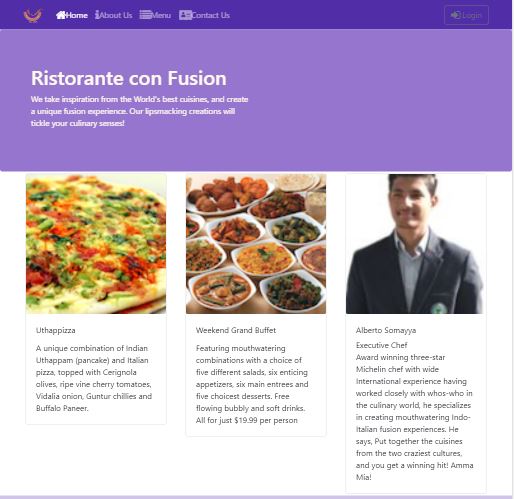 Home About Us Menu Contact Us Login
Ristorante con Fusion
We take inspiration from the World's best cuisines, and create
a unique fusion experience. Our lipsmacking creations will
tickle your culinary senses!
Uthappizza
A unique combination of Indian
Uthappam (pancake) and Italian
pizza, topped with Cerignola
olives, ripe vine cherry tomatoes,
Vidalia onion, Guntur chillies and
Buffalo Paneer.
Weekend Grand Buffet
Featuring mouthwatering
combinations with a choice of
five different salads, six enticing
appetizers, six main entrees and
five choicest desserts. Free
flowing bubbly and soft drinks.
All for just $19.99 per person
Alberto Somayya
Executive Chef
Award winning three-star
Michelin chef with wide
International experience having
worked closely with whos-who in
the culinary world, he specializes
in creating mouthwatering Indo-
Italian fusion experiences. He
says, Put together the cuisines
from the two craziest cultures,
and you get a winning hit! Amma
Mia!